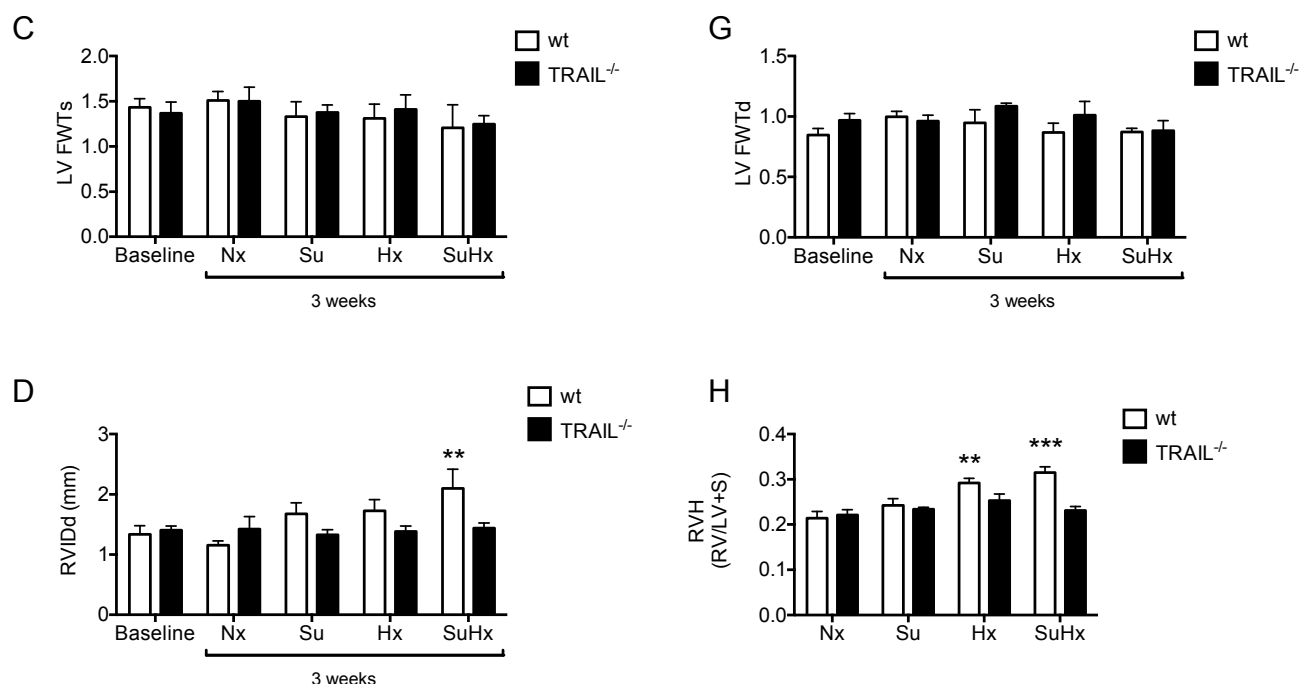 C
wt
TRAIL-/-
2.0
1.5
1.0
0.5
0.0
LV FWTs
Baseline Nx Su Hx SuHx
3 weeks
G
wt
TRAIL-/-
1.5
1.0
0.5
0.0
LV FWTd
Baseline Nx Su Hx SuHx
3 weeks
D
wt
TRAIL-/-
3
2
1
0
RVIDd (mm)
**
Baseline Nx Su Hx SuHx
3 weeks
H
wt
TRAIL-/-
0.4
0.3
0.2
0.1
0.0
RVH
(RV/LV+S)
** ***
Nx Su Hx SuHx